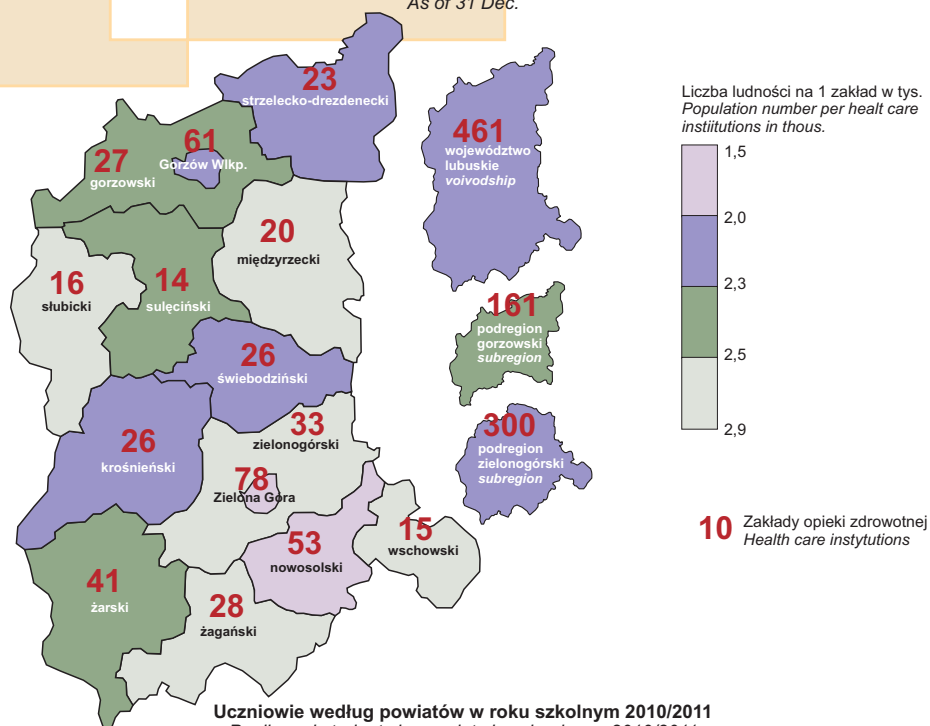 As of 31 Dec.
23
strzelecko-drezdenecki
461
województwo
lubuskie
voivodship
Liczba ludności na 1 zakład w tys.
Population number per healt care
instiitutions in thous.
1,5
2,0
2,3
2,5
2,9
61
Gorzów Wlkp.
27
gorzowski
20
międzyrzecki
16
słubicki
14
sulęciński
161
podregion
gorzowski
subregion
26
świebodziński
33
zielonogórski
300
podregion
zielonogórski
subregion
26
krośnieński
78
Zielona Góra
53
nowosolski
15
wschowski
10 Zakłady opieki zdrowotnej
Health care instytutions
41
żarski
28
żagański
Uczniowie według powiatów w roku szkolnym 2010/2011